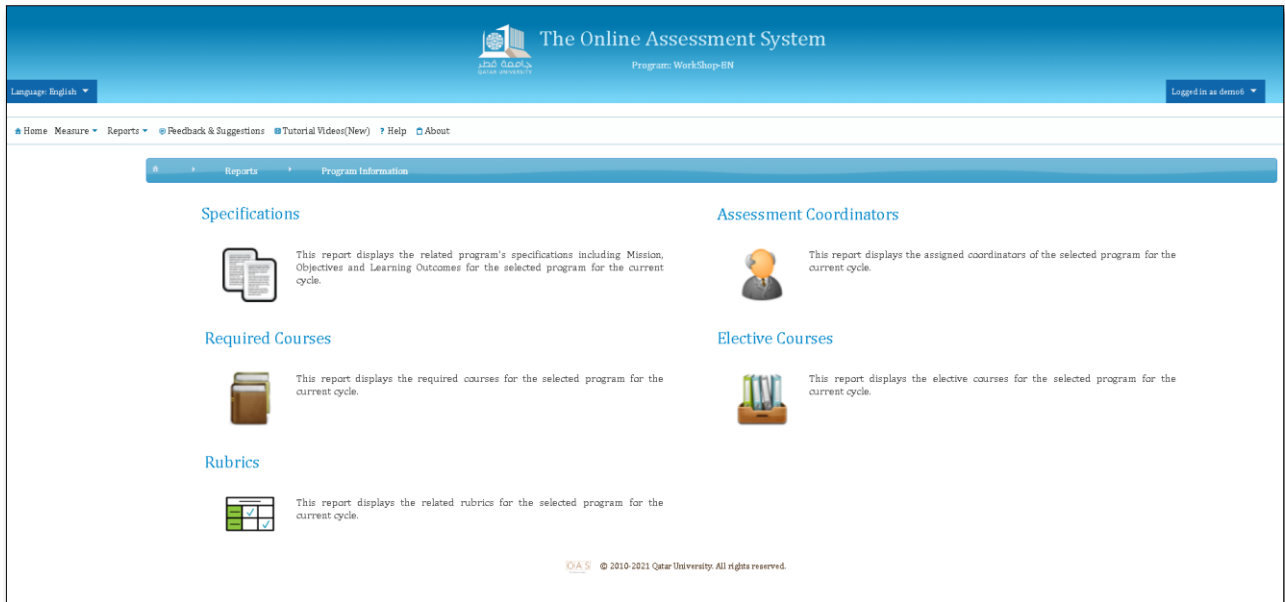 The Online Assessment System
جامعة قطر
QATAR UNIVERSITY
Program: WorkShop-BN
Language: English
Logged in as demo6
Home Measure Reports Feedback & Suggestions Tutorial Videos(New) ? Help About
Reports Program Information
Specifications
This report displays the related program's specifications including Mission,
Objectives and Learning Outcomes for the selected program for the current
cycle.
Assessment Coordinators
This report displays the assigned coordinators of the selected program for the
current cycle.
Required Courses
This report displays the required courses for the selected program for the
current cycle.
Elective Courses
This report displays the elective courses for the selected program for the
current cycle.
Rubrics
This report displays the related rubrics for the selected program for the
current cycle.
OAS © 2010-2021 Qatar University. All rights reserved.